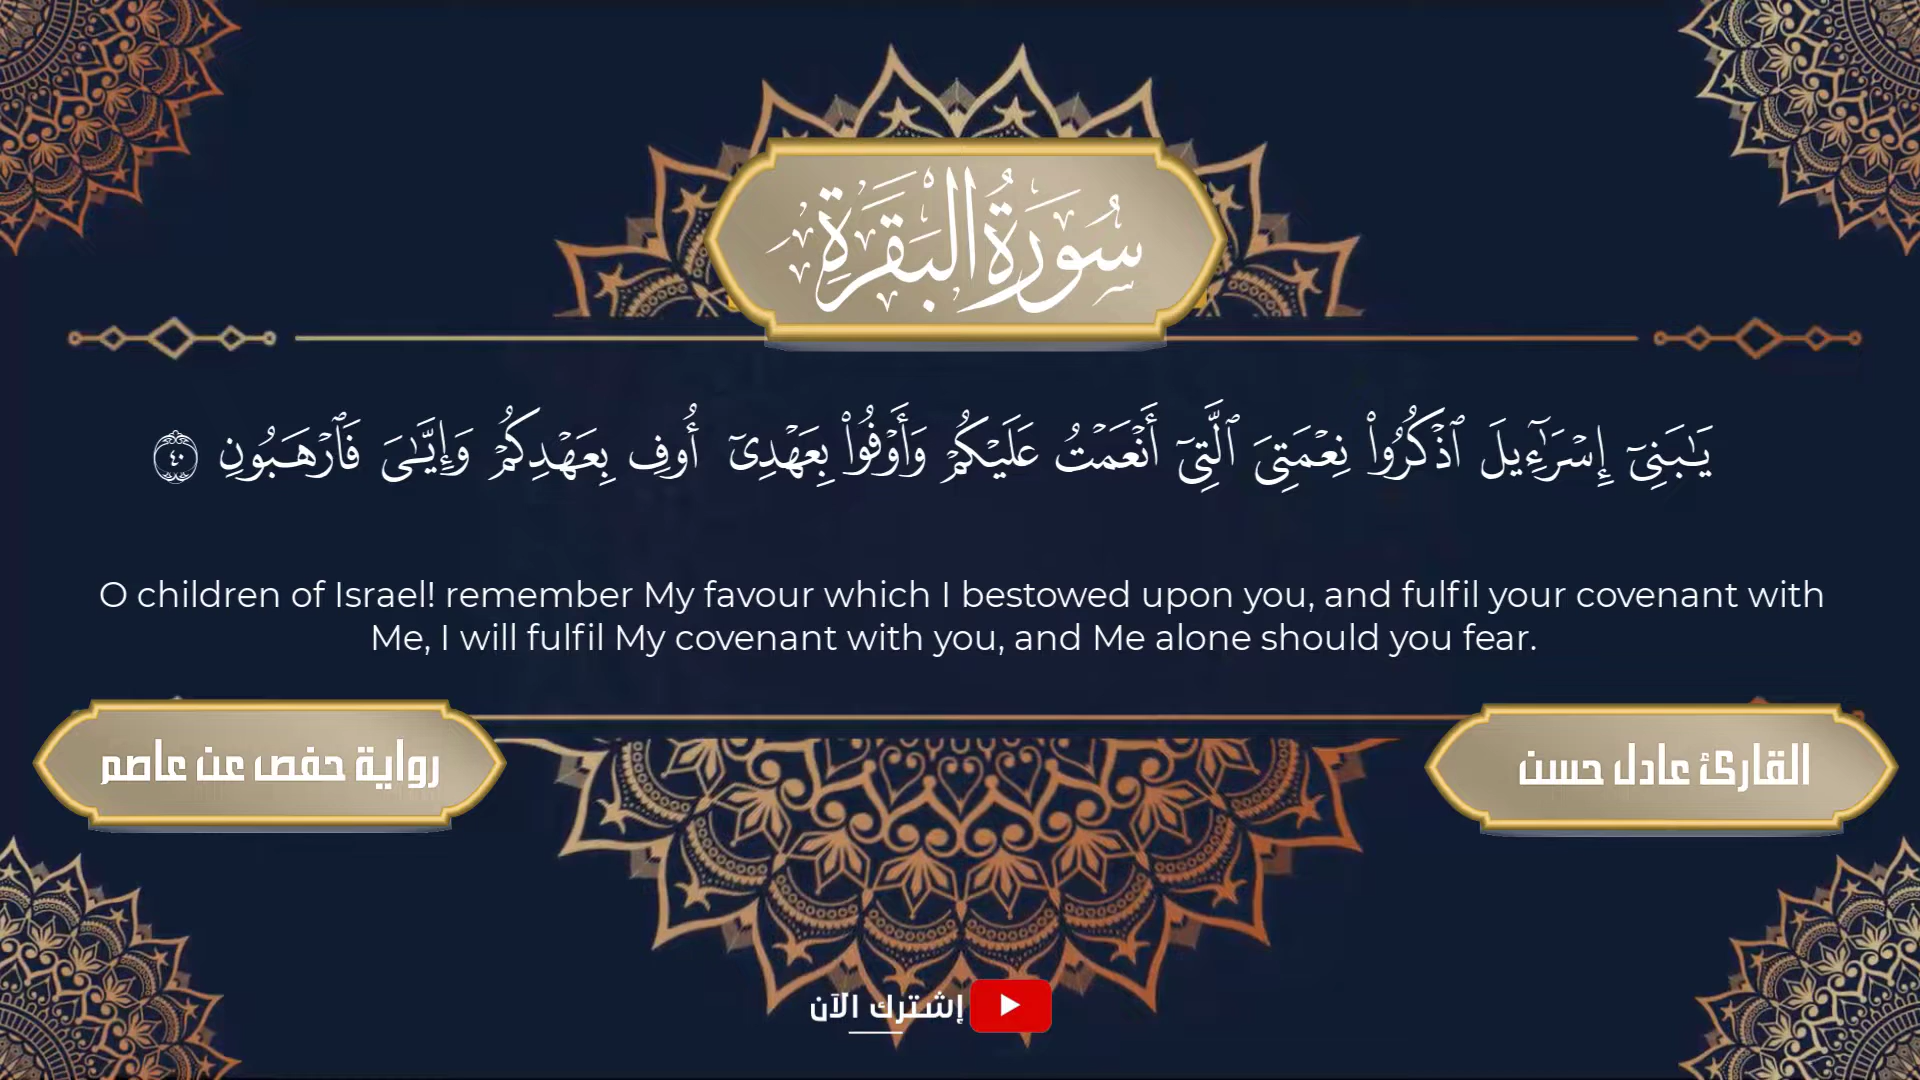 سُورَةُ البَقَرَةِ
يَـٰبَنِىٓ إِسْرَٰٓءِيلَ ٱذْكُرُوا۟ نِعْمَتِىَ ٱلَّتِىٓ أَنْعَمْتُ عَلَيْكُمْ وَأَوْفُوا۟ بِعَهْدِىٓ أُوفِ بِعَهْدِكُمْ وَإِيَّـٰىَ فَٱرْهَبُونِ ٤٠
O children of Israel! remember My favour which I bestowed upon you, and fulfil your covenant with
Me, I will fulfil My covenant with you, and Me alone should you fear.
القارئ عادل حسن
رواية حفص عن عاصم
إشترك الآن